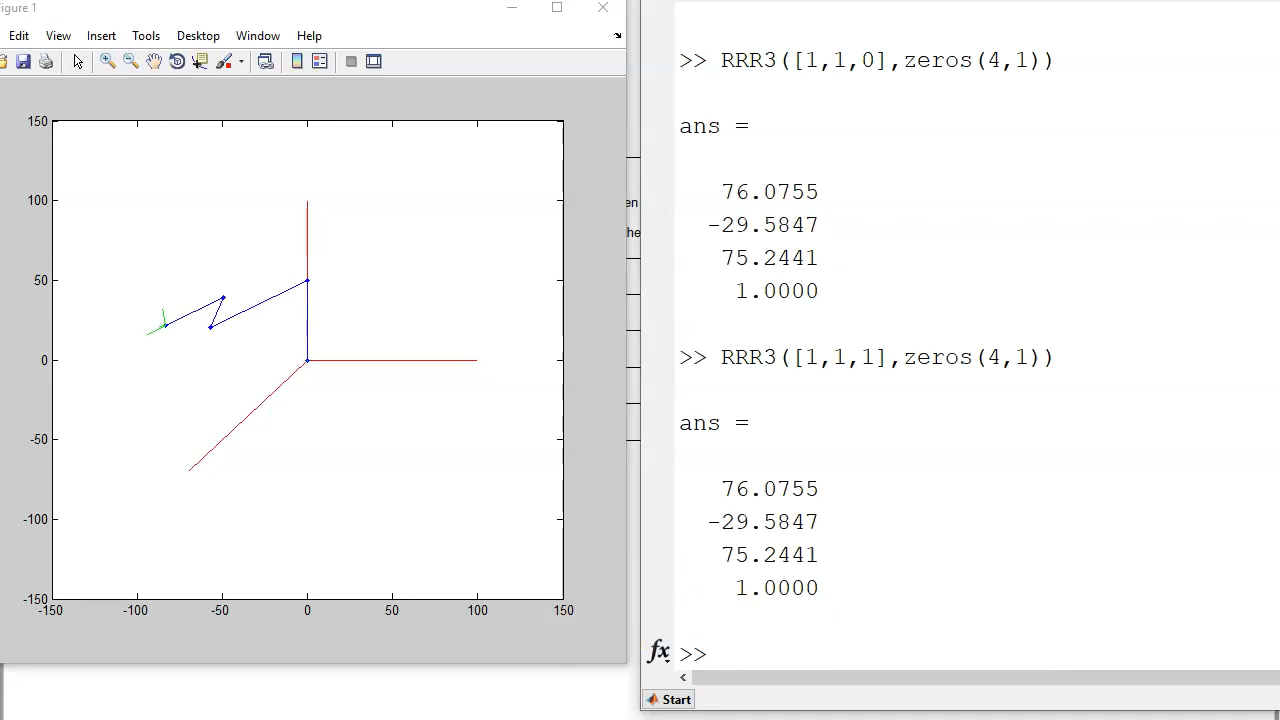 igure 1
Edit View Insert Tools Desktop Window Help
150
100
50
0
-50
-100
-150
-150 -100 -50 0 50 100 150
en
he
>> RRR3([1,1,0],zeros(4,1))
ans =
76.0755
-29.5847
75.2441
1.0000
>> RRR3([1,1,1],zeros(4,1))
ans =
76.0755
-29.5847
75.2441
1.0000
fx >>
Start